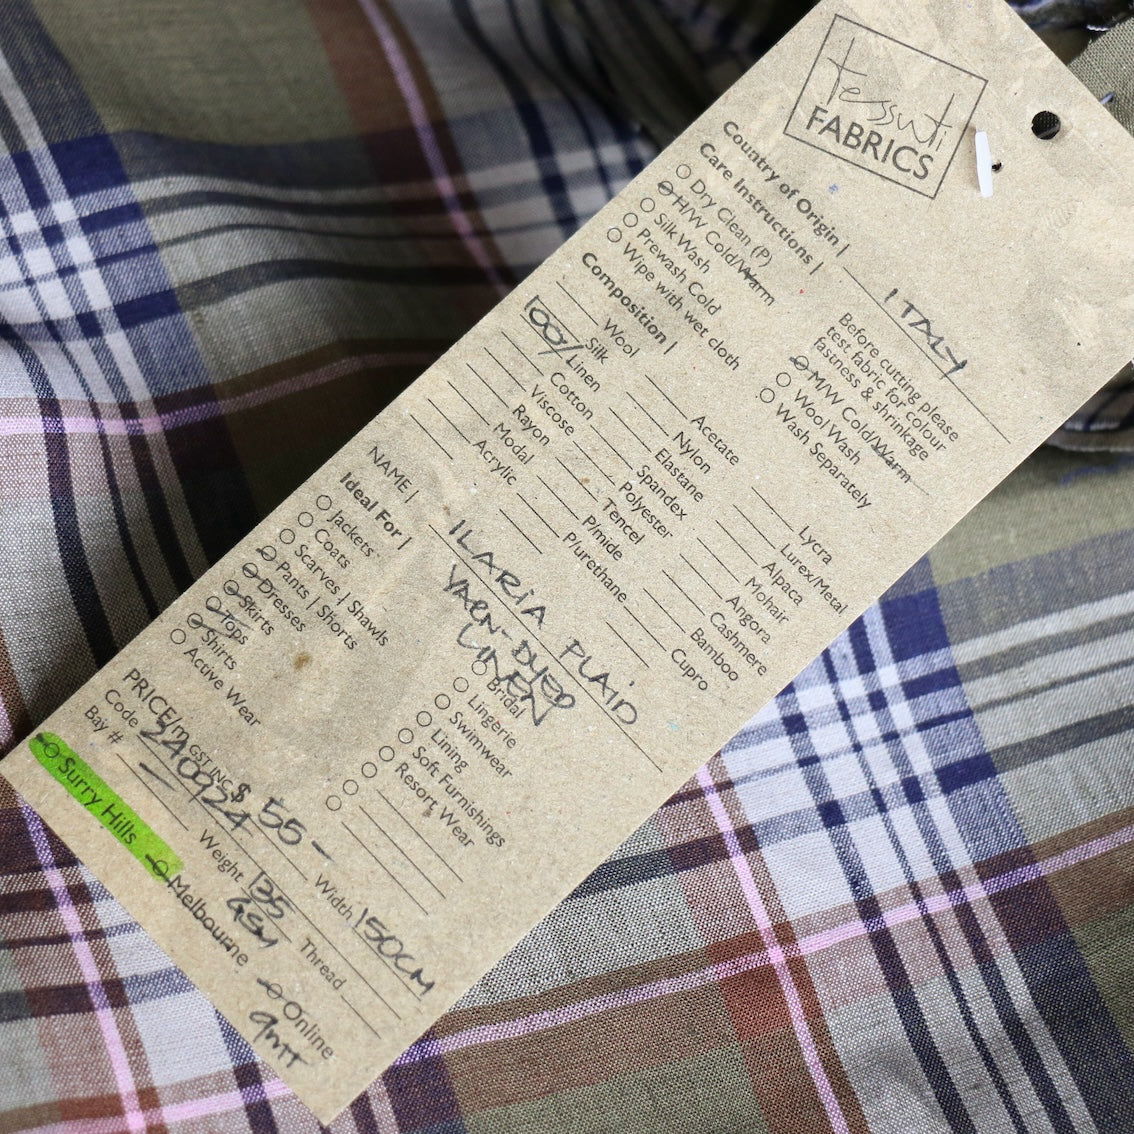 tessuti
FABRICS
Country of Origin | ITALY
Care Instructions |
Dry Clean (P)
H/W Cold/Warm
Silk Wash
Prewash Cold
Wipe with wet cloth
Before cutting please
test fabric for colour
fastness & shrinkage
M/W Cold/Warm
Wool Wash
Wash Separately
Composition |
Wool
Silk
100% Linen
Cotton
Viscose
Rayon
Modal
Acrylic
Acetate
Nylon
Elastane
Spandex
Polyester
Tencel
P/mide
P/urethane
Lycra
Lurex/Metal
Alpaca
Mohair
Angora
Cashmere
Bamboo
Cupro
NAME | ILARIA PLAID
YARN-DYED
LINEN
Ideal For |
Jackets
Coats
Scarves | Shawls
Pants | Shorts
Dresses
Skirts
Tops
Shirts
Active Wear
Bridal
Lingerie
Swimwear
Lining
Soft Furnishings
Resort Wear
PRICE/m GST INC $ 55 -
Code 240924
Width 150CM
Bay # —
Weight 135
GSM
Thread
Surry Hills
Melbourne
Online